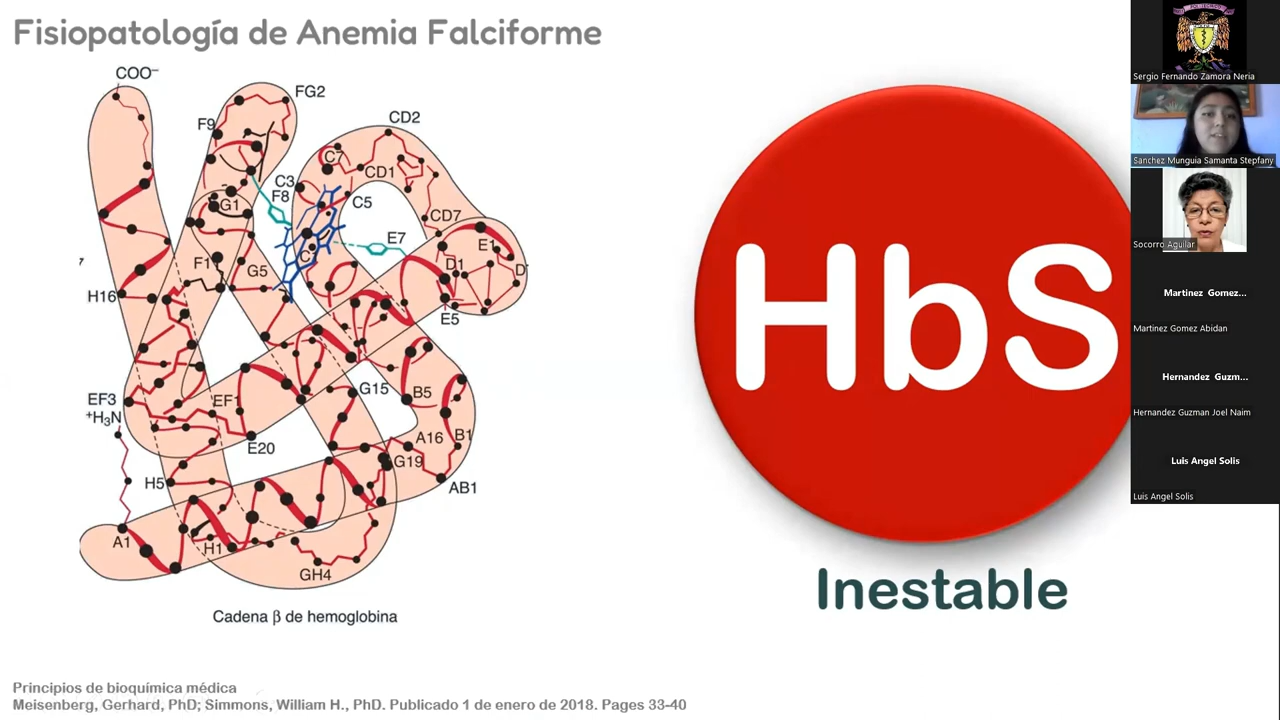 Fisiopatología de Anemia Falciforme
COO⁻
FG2
F9
CD2
C7
CD1
C3
F8
C5
G1
CD7
E7
E1
F1
G5
D1
H16
E5
G15
B5
EF3
EF1
⁺H₃N
A16
B1
E20
G19
H5
AB1
A1
H1
GH4
Cadena β de hemoglobina
HbS
Inestable
Principios de bioquímica médica
Meisenberg, Gerhard, PhD; Simmons, William H., PhD. Publicado 1 de enero de 2018. Pages 33-40
POLITECNICO
Sergio Fernando Zamora Neria
Sanchez Munguia Samanta Stepfany
Socorro Aguilar
Martinez Gomez...
Martinez Gomez Abidan
Hernandez Guzm...
Hernandez Guzman Joel Naim
Luis Angel Solis
Luis Angel Solis